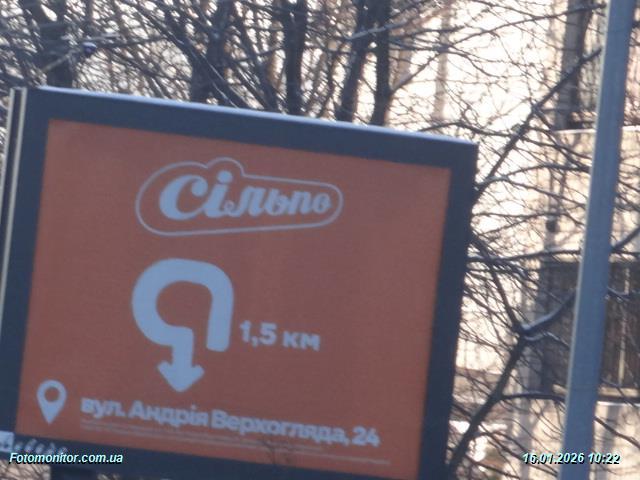 сільпо
1,5 км
вул. Андрія Верхогляда, 24
Fotomonitor.com.ua
16.01.2026 10:22